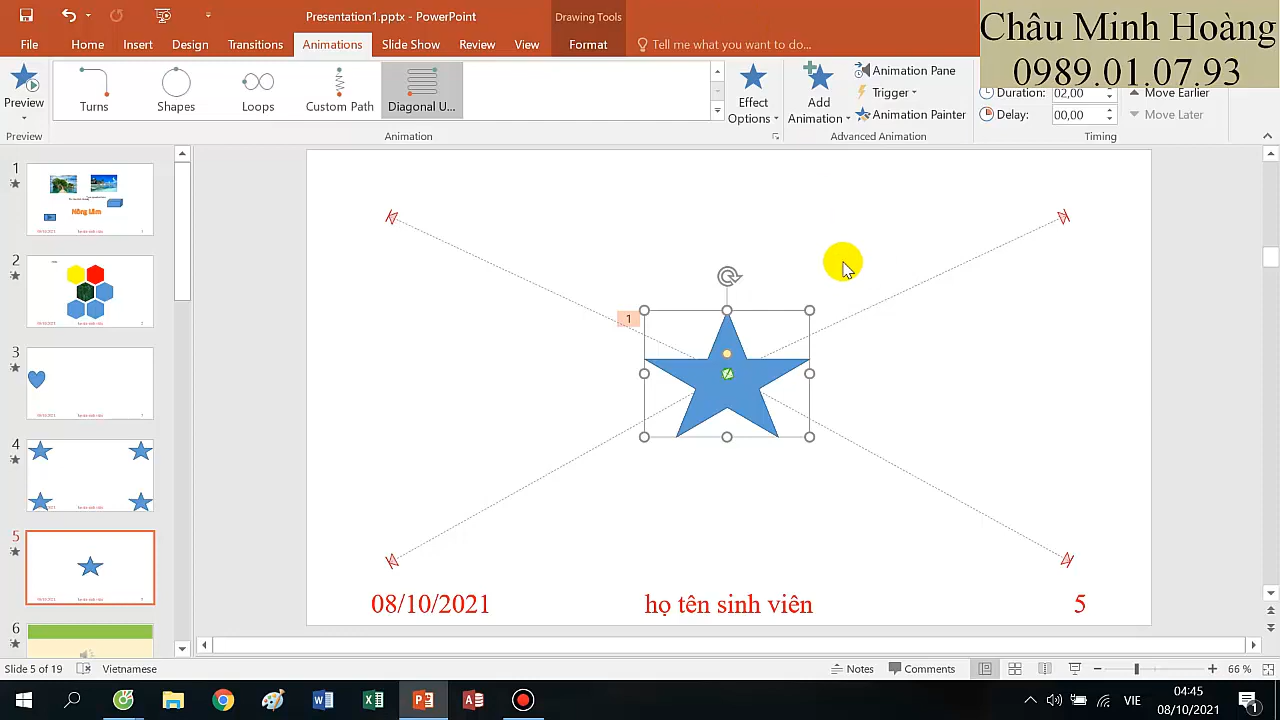 Presentation1.pptx - PowerPoint
Drawing Tools
Châu Minh Hoàng
0989.01.07.93
File
Home
Insert
Design
Transitions
Animations
Slide Show
Review
View
Format
Tell me what you want to do...
Preview
Turns
Shapes
Loops
Custom Path
Diagonal U...
Effect
Options
Add
Animation
Animation Pane
Trigger
Animation Painter
Duration:
02,00
Delay:
00,00
Move Earlier
Move Later
Preview
Animation
Advanced Animation
Timing
1
2
3
4
5
6
Hồng Lâm
1
08/10/2021
họ tên sinh viên
5
Slide 5 of 19
Vietnamese
Notes
Comments
66 %
VIE
04:45
08/10/2021
1